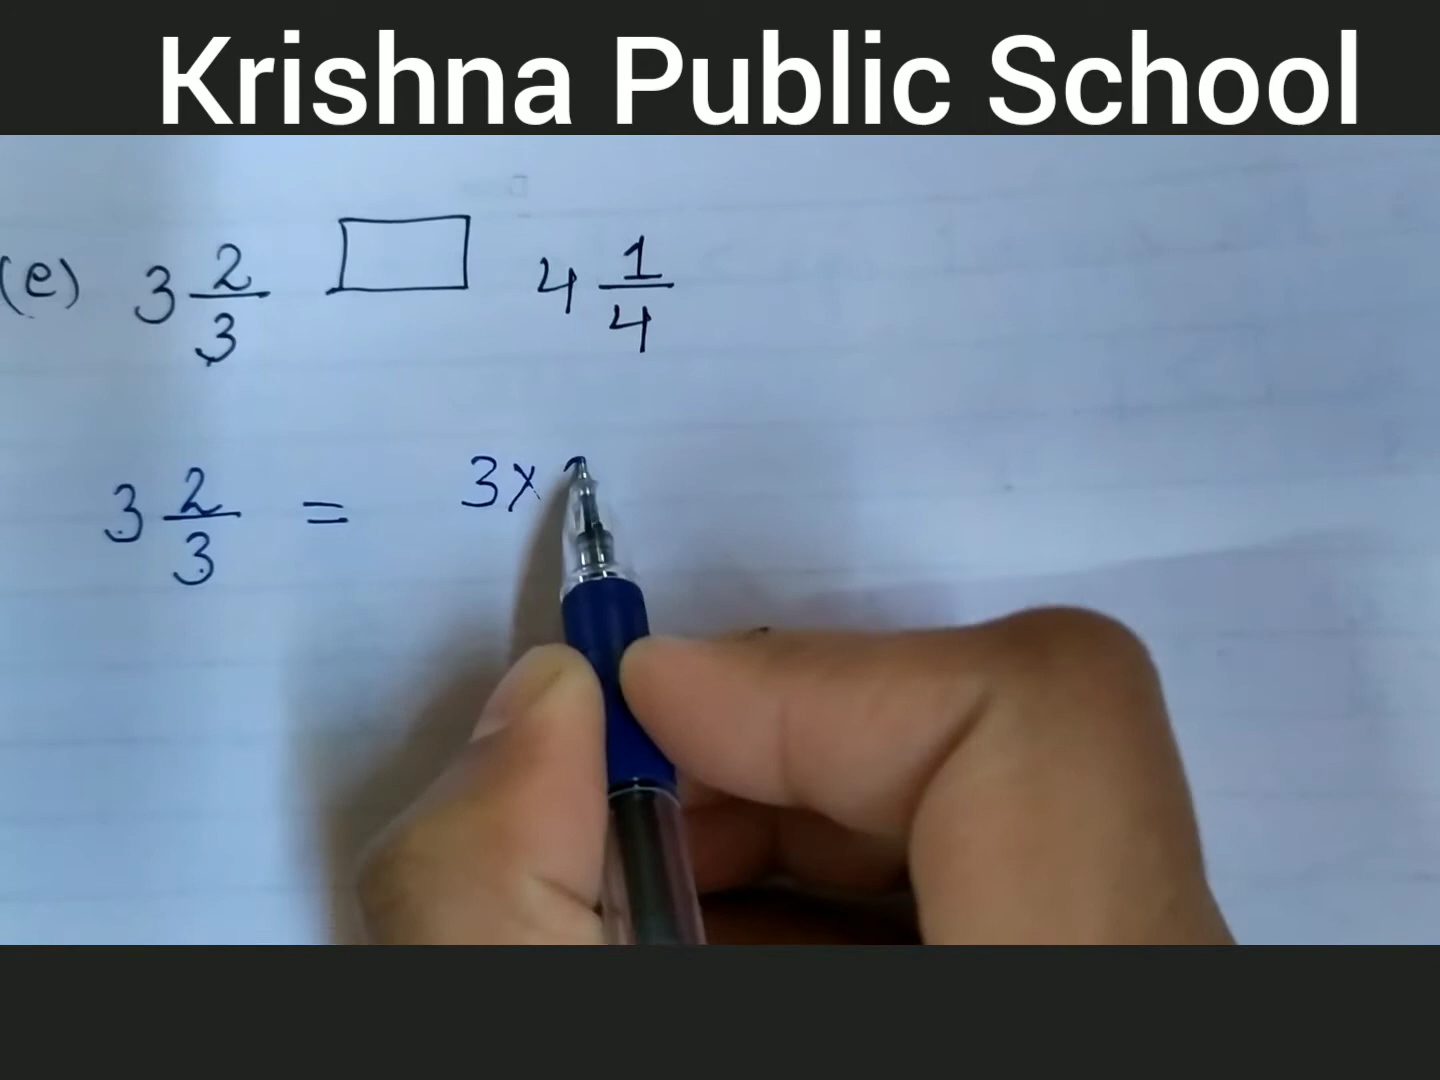 Krishna Public School
(e) 3 2/3 □ 4 1/4
3 2/3 = 3×